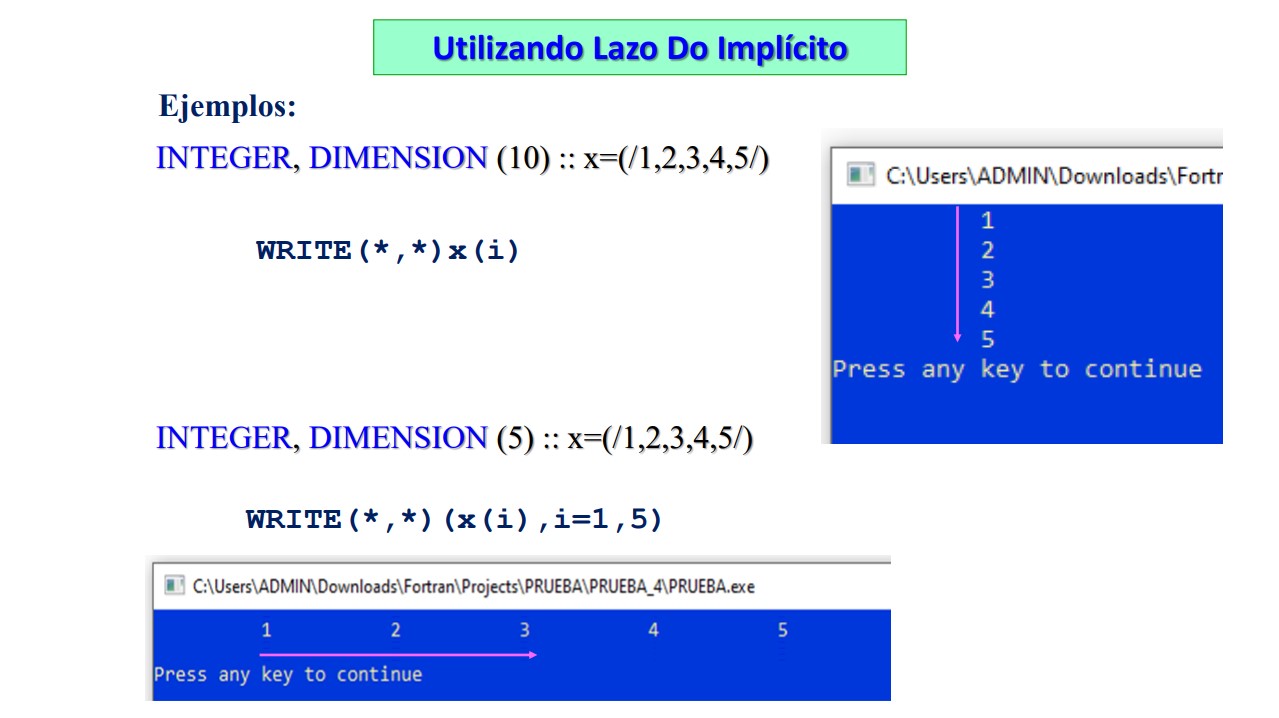 Utilizando Lazo Do Implícito
Ejemplos:
INTEGER, DIMENSION (10) :: x=(/1,2,3,4,5/)
WRITE(*,*)x(i)
C:\Users\ADMIN\Downloads\Fortr
1
2
3
4
5
Press any key to continue
INTEGER, DIMENSION (5) :: x=(/1,2,3,4,5/)
WRITE(*,*)(x(i),i=1,5)
C:\Users\ADMIN\Downloads\Fortran\Projects\PRUEBA\PRUEBA_4\PRUEBA.exe
1 2 3 4 5
Press any key to continue